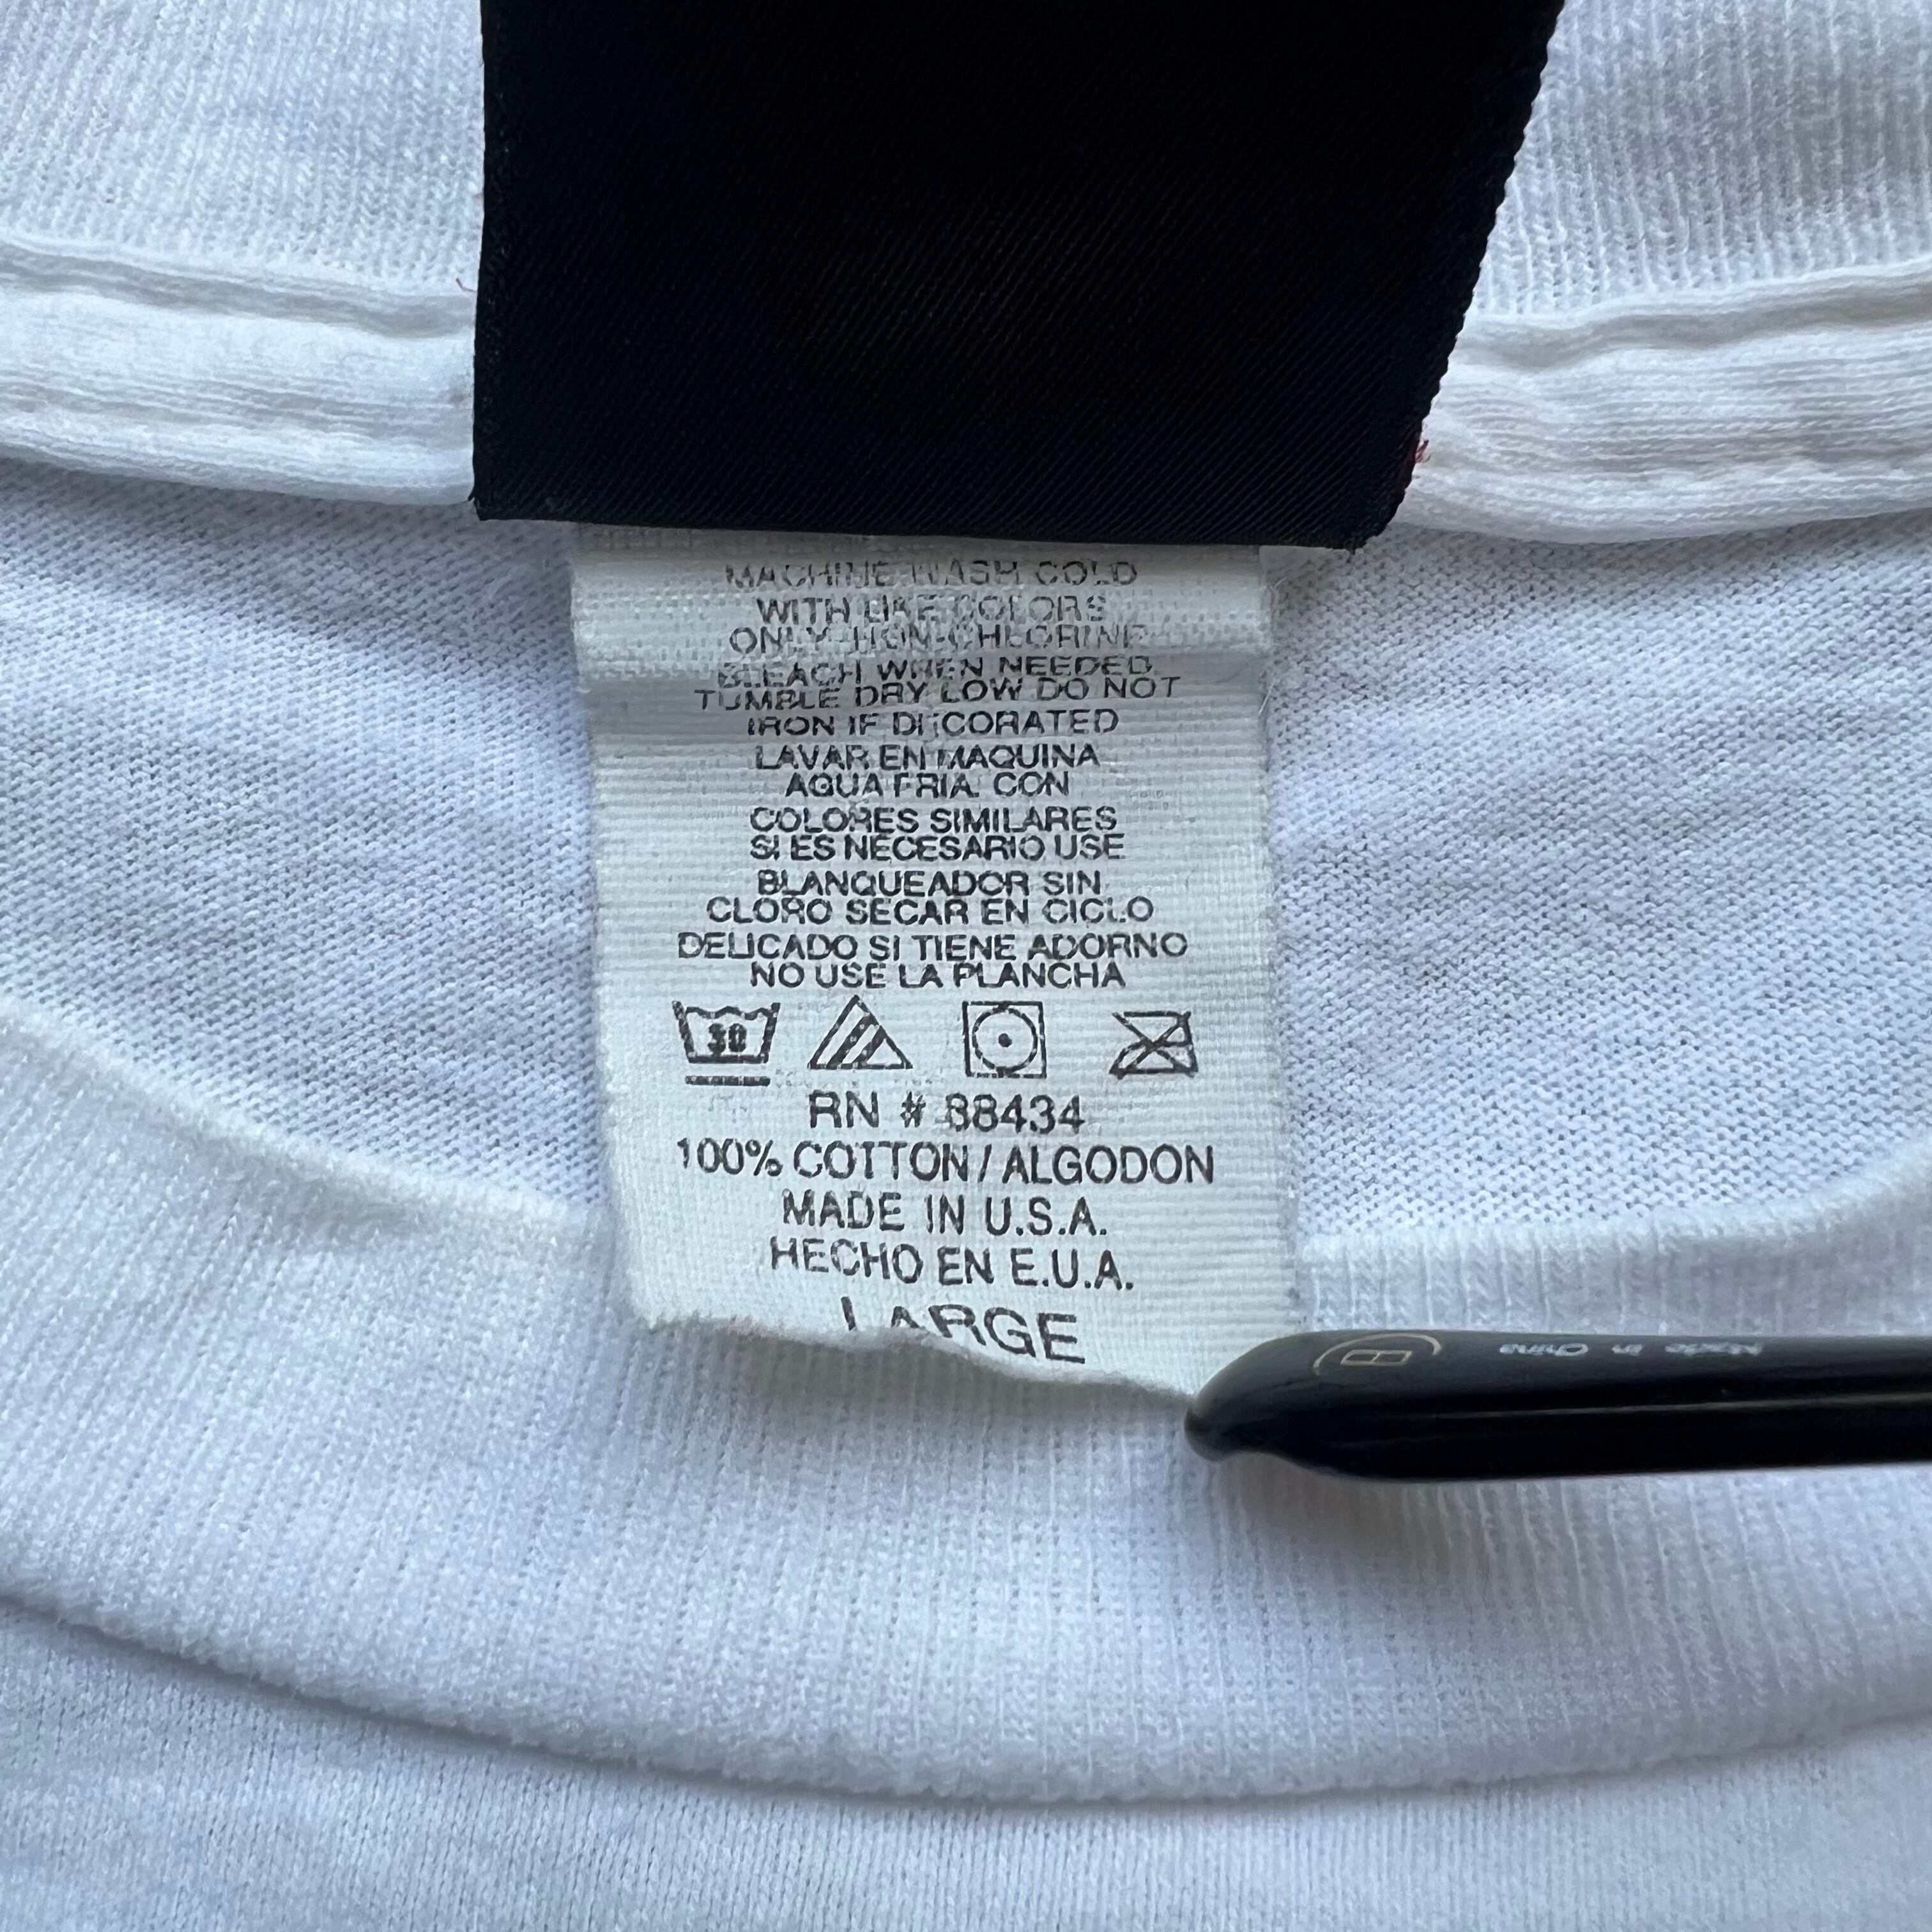 MACHINE WASH COLD
WITH LIKE COLORS
ONLY NON-CHLORINE
BLEACH WHEN NEEDED
TUMBLE DRY LOW DO NOT
IRON IF DECORATED
LAVAR EN MAQUINA
AGUA FRIA. CON
COLORES SIMILARES
SI ES NECESARIO USE
BLANQUEADOR SIN
CLORO SECAR EN CICLO
DELICADO SI TIENE ADORNO
NO USE LA PLANCHA
30
RN # 88434
100% COTTON / ALGODON
MADE IN U.S.A.
HECHO EN E.U.A.
LARGE
Made in China